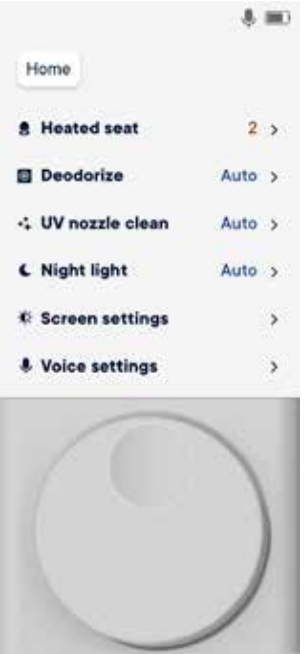 Home
Heated seat 2 >
Deodorize Auto >
UV nozzle clean Auto >
Night light Auto >
Screen settings >
Voice settings >